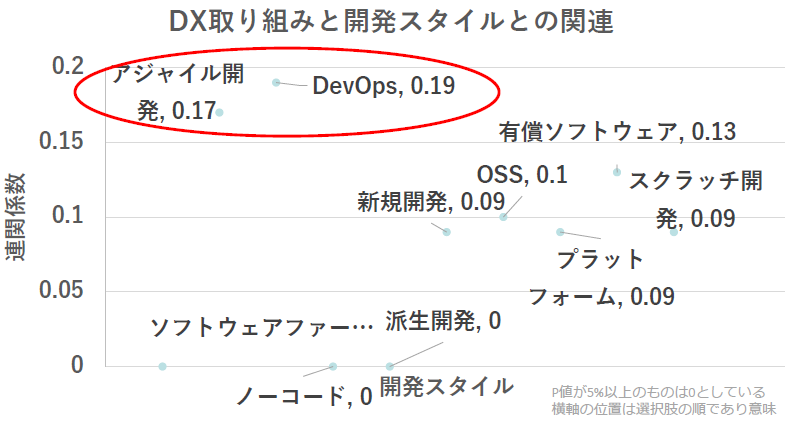 DX取り組みと開発スタイルとの関連
0.2
0.15
0.1
0.05
0
連関係数
アジャイル開
発, 0.17
DevOps, 0.19
有償ソフトウェア, 0.13
OSS, 0.1
スクラッチ開
発, 0.09
新規開発, 0.09
プラット
フォーム, 0.09
ソフトウェアファー…
派生開発, 0
ノーコード, 0
開発スタイル
P値が5%以上のものは0としている
横軸の位置は選択肢の順であり意味